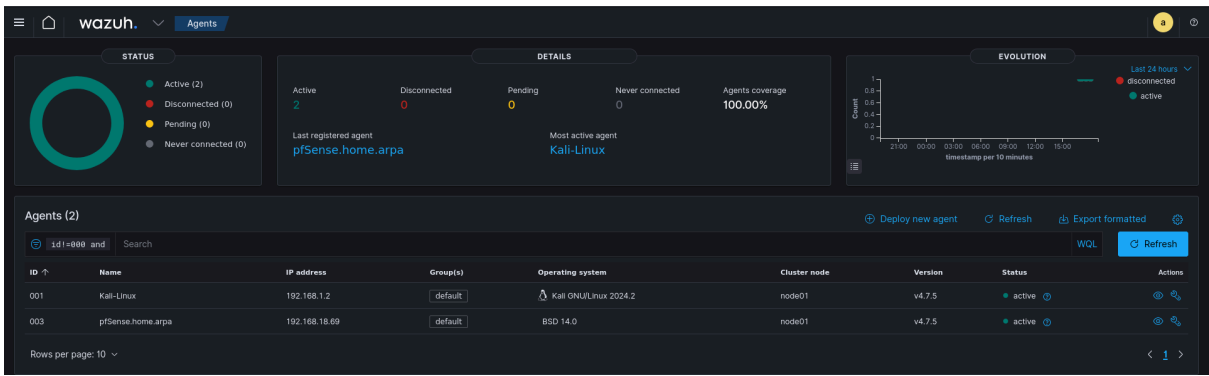 wazuh. Agents a
STATUS
Active (2)
Disconnected (0)
Pending (0)
Never connected (0)
DETAILS
Active Disconnected Pending Never connected Agents coverage
2 0 0 0 100.00%
Last registered agent Most active agent
pfSense.home.arpa Kali-Linux
EVOLUTION
Last 24 hours
disconnected
active
Count
1
0.8
0.6
0.4
0.2
0
21:00 00:00 03:00 06:00 09:00 12:00 15:00
timestamp per 10 minutes
Agents (2) Deploy new agent Refresh Export formatted
id!=000 and Search WQL Refresh
ID Name IP address Group(s) Operating system Cluster node Version Status Actions
001 Kali-Linux 192.168.1.2 default Kali GNU/Linux 2024.2 node01 v4.7.5 active
003 pfSense.home.arpa 192.168.18.69 default BSD 14.0 node01 v4.7.5 active
Rows per page: 10 1